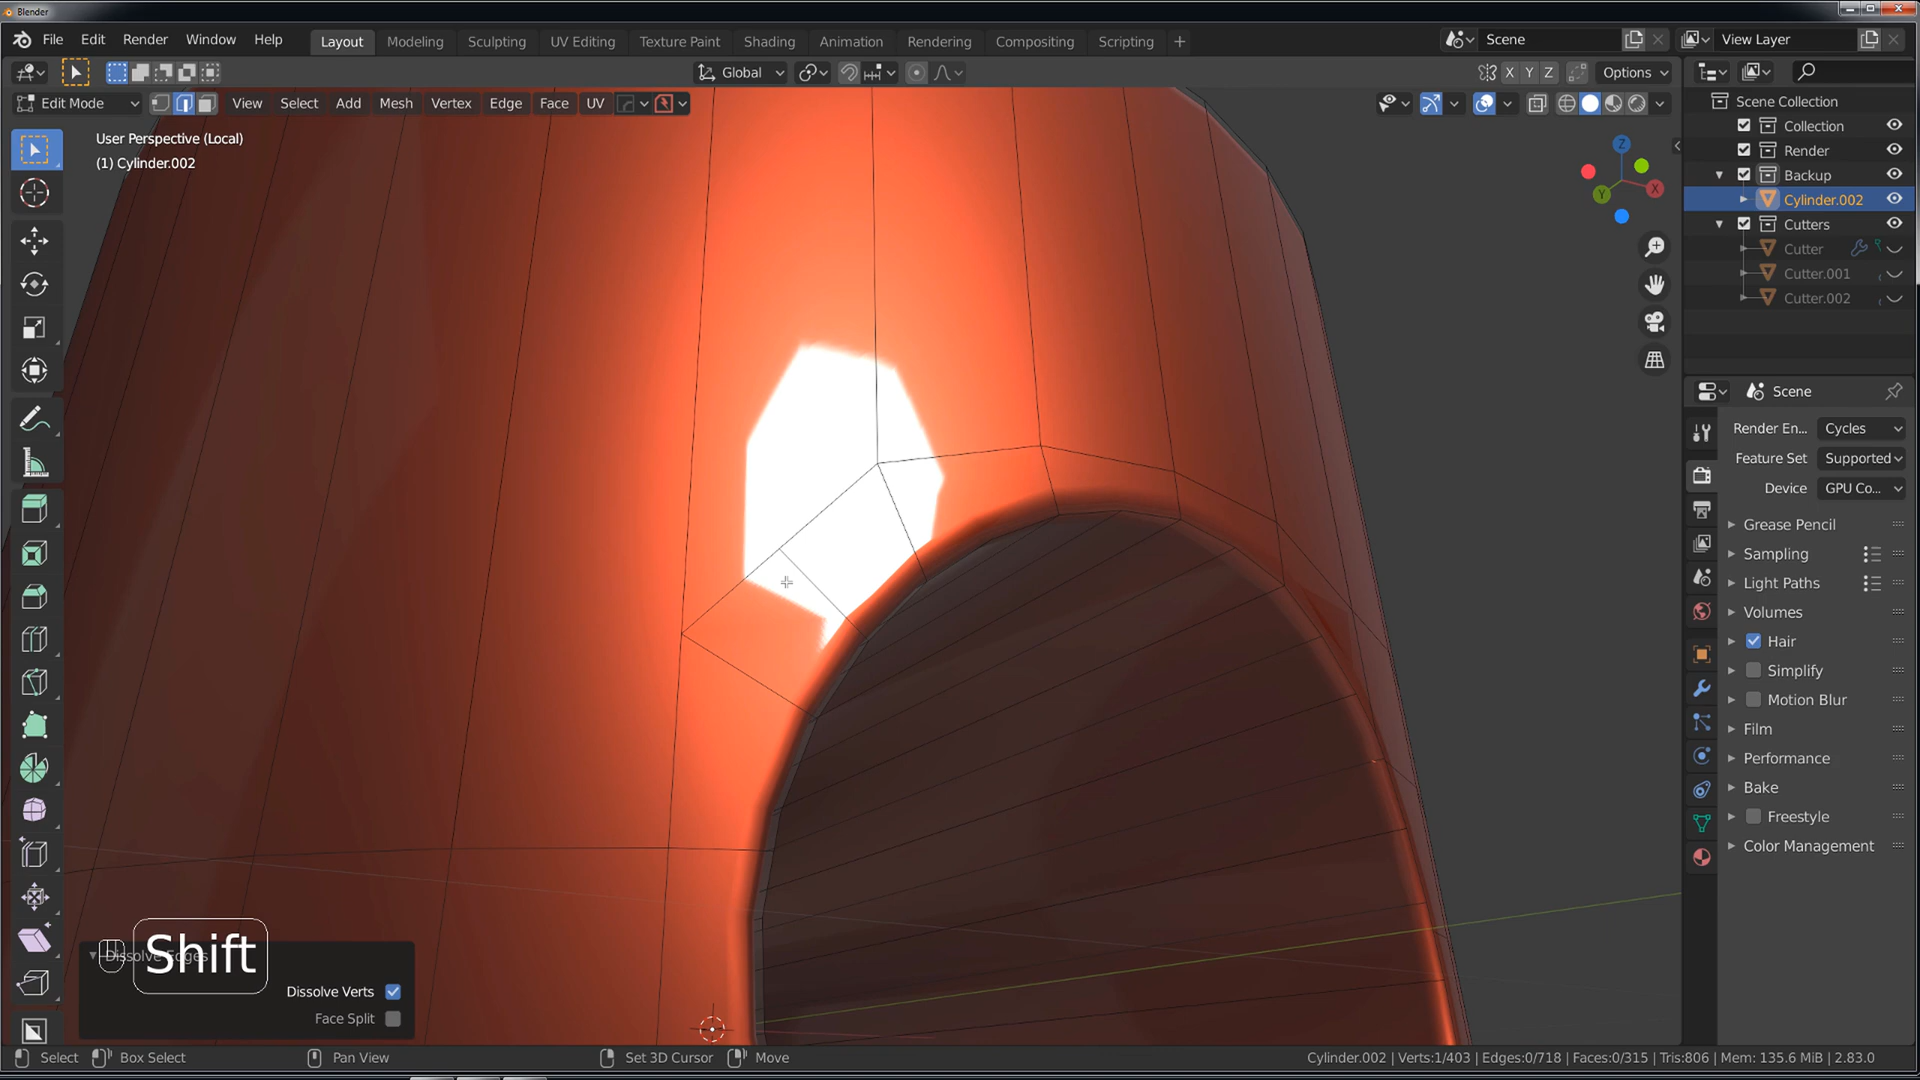 Blender
File Edit Render Window Help
Layout Modeling Sculpting UV Editing Texture Paint Shading Animation Rendering Compositing Scripting +
Scene
View Layer
Global
X Y Z
Options
Edit Mode
View Select Add Mesh Vertex Edge Face UV
User Perspective (Local)
(1) Cylinder.002
Z
X
Y
Scene Collection
Collection
Render
Backup
Cylinder.002
Cutters
Cutter
Cutter.001
Cutter.002
Scene
Render En... Cycles
Feature Set Supported
Device GPU Co...
Grease Pencil
Sampling
Light Paths
Volumes
Hair
Simplify
Motion Blur
Film
Performance
Bake
Freestyle
Color Management
Shift
Dissolve Edges
Dissolve Verts
Face Split
Select Box Select Pan View Set 3D Cursor Move
Cylinder.002 | Verts:1/403 | Edges:0/718 | Faces:0/315 | Tris:806 | Mem: 135.6 MiB | 2.83.0